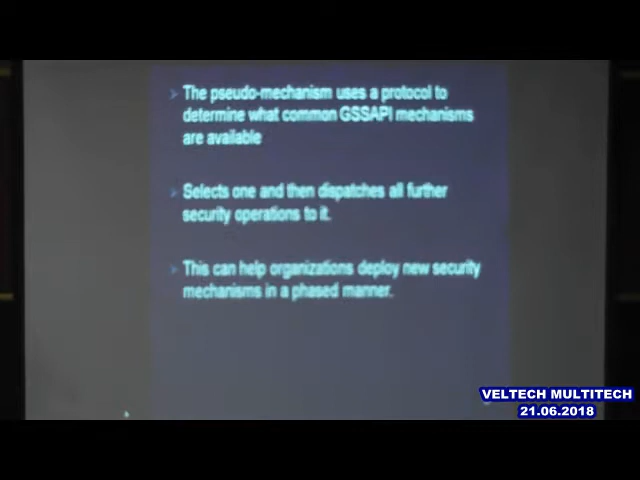 The pseudo-mechanism uses a protocol to
determine what common GSSAPI mechanisms
are available
Selects one and then dispatches all further
security operations to it.
This can help organizations deploy new security
mechanisms in a phased manner.
VELTECH MULTITECH
21.06.2018